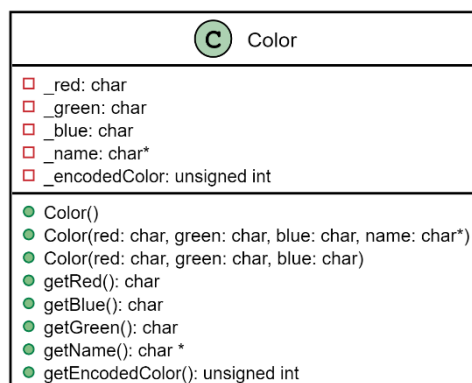 C Color
_red: char
_green: char
_blue: char
_name: char*
_encodedColor: unsigned int
Color()
Color(red: char, green: char, blue: char, name: char*)
Color(red: char, green: char, blue: char)
getRed(): char
getBlue(): char
getGreen(): char
getName(): char *
getEncodedColor(): unsigned int